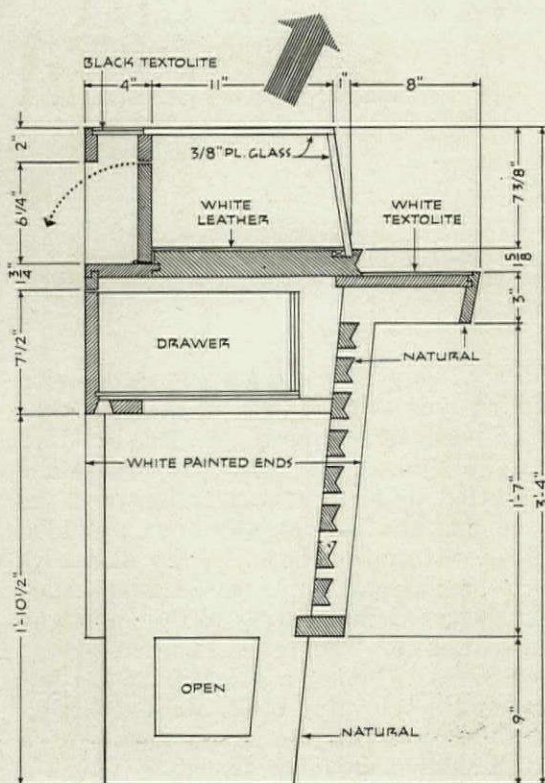 BLACK TEXTOLITE
4"
11"
1"
8"
2"
3/8" PL. GLASS
7 3/8"
6 1/4"
WHITE
LEATHER
WHITE
TEXTOLITE
1 3/4"
1 5/8
3"
7 1/2"
DRAWER
NATURAL
WHITE PAINTED ENDS
1'-7"
3'-4"
1'-10 1/2"
OPEN
NATURAL
9"